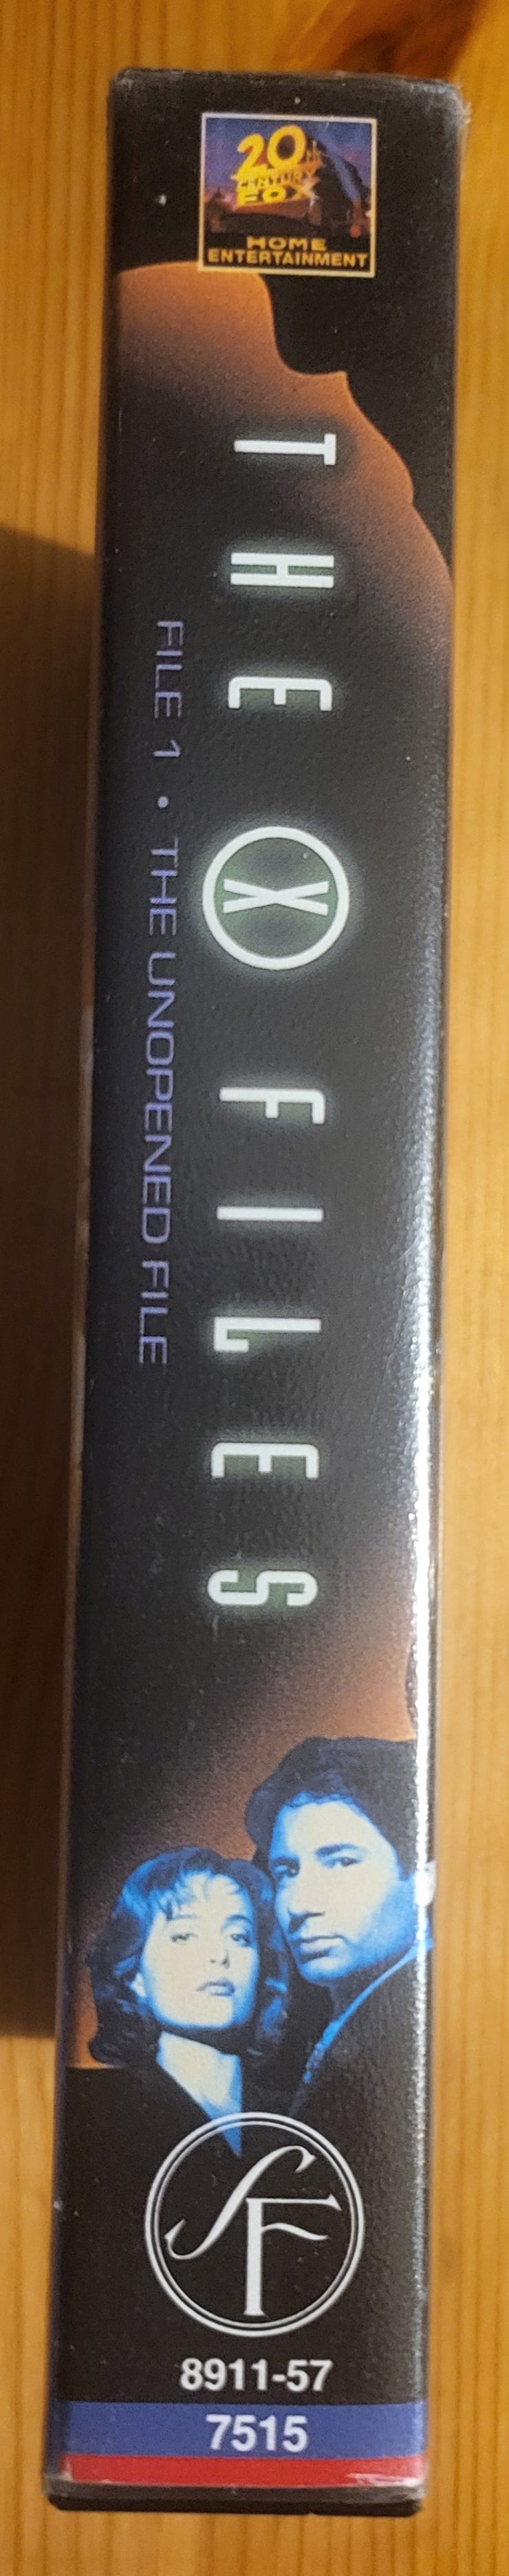 20th
CENTURY
FOX
HOME
ENTERTAINMENT
THE X FILES
FILE 1 • THE UNOPENED FILE
SF
8911-57
7515